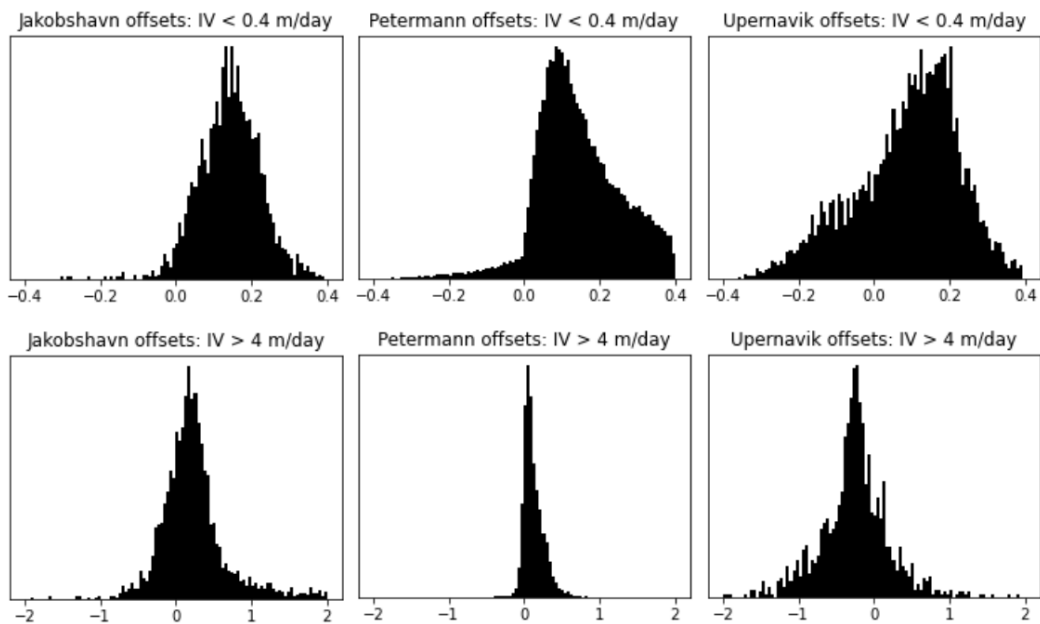 Jakobshavn offsets: IV < 0.4 m/day Petermann offsets: IV < 0.4 m/day Upernavik offsets: IV < 0.4 m/day
−0.4 −0.2 0.0 0.2 0.4 −0.4 −0.2 0.0 0.2 0.4 −0.4 −0.2 0.0 0.2 0.4
Jakobshavn offsets: IV > 4 m/day Petermann offsets: IV > 4 m/day Upernavik offsets: IV > 4 m/day
−2 −1 0 1 2 −2 −1 0 1 2 −2 −1 0 1 2